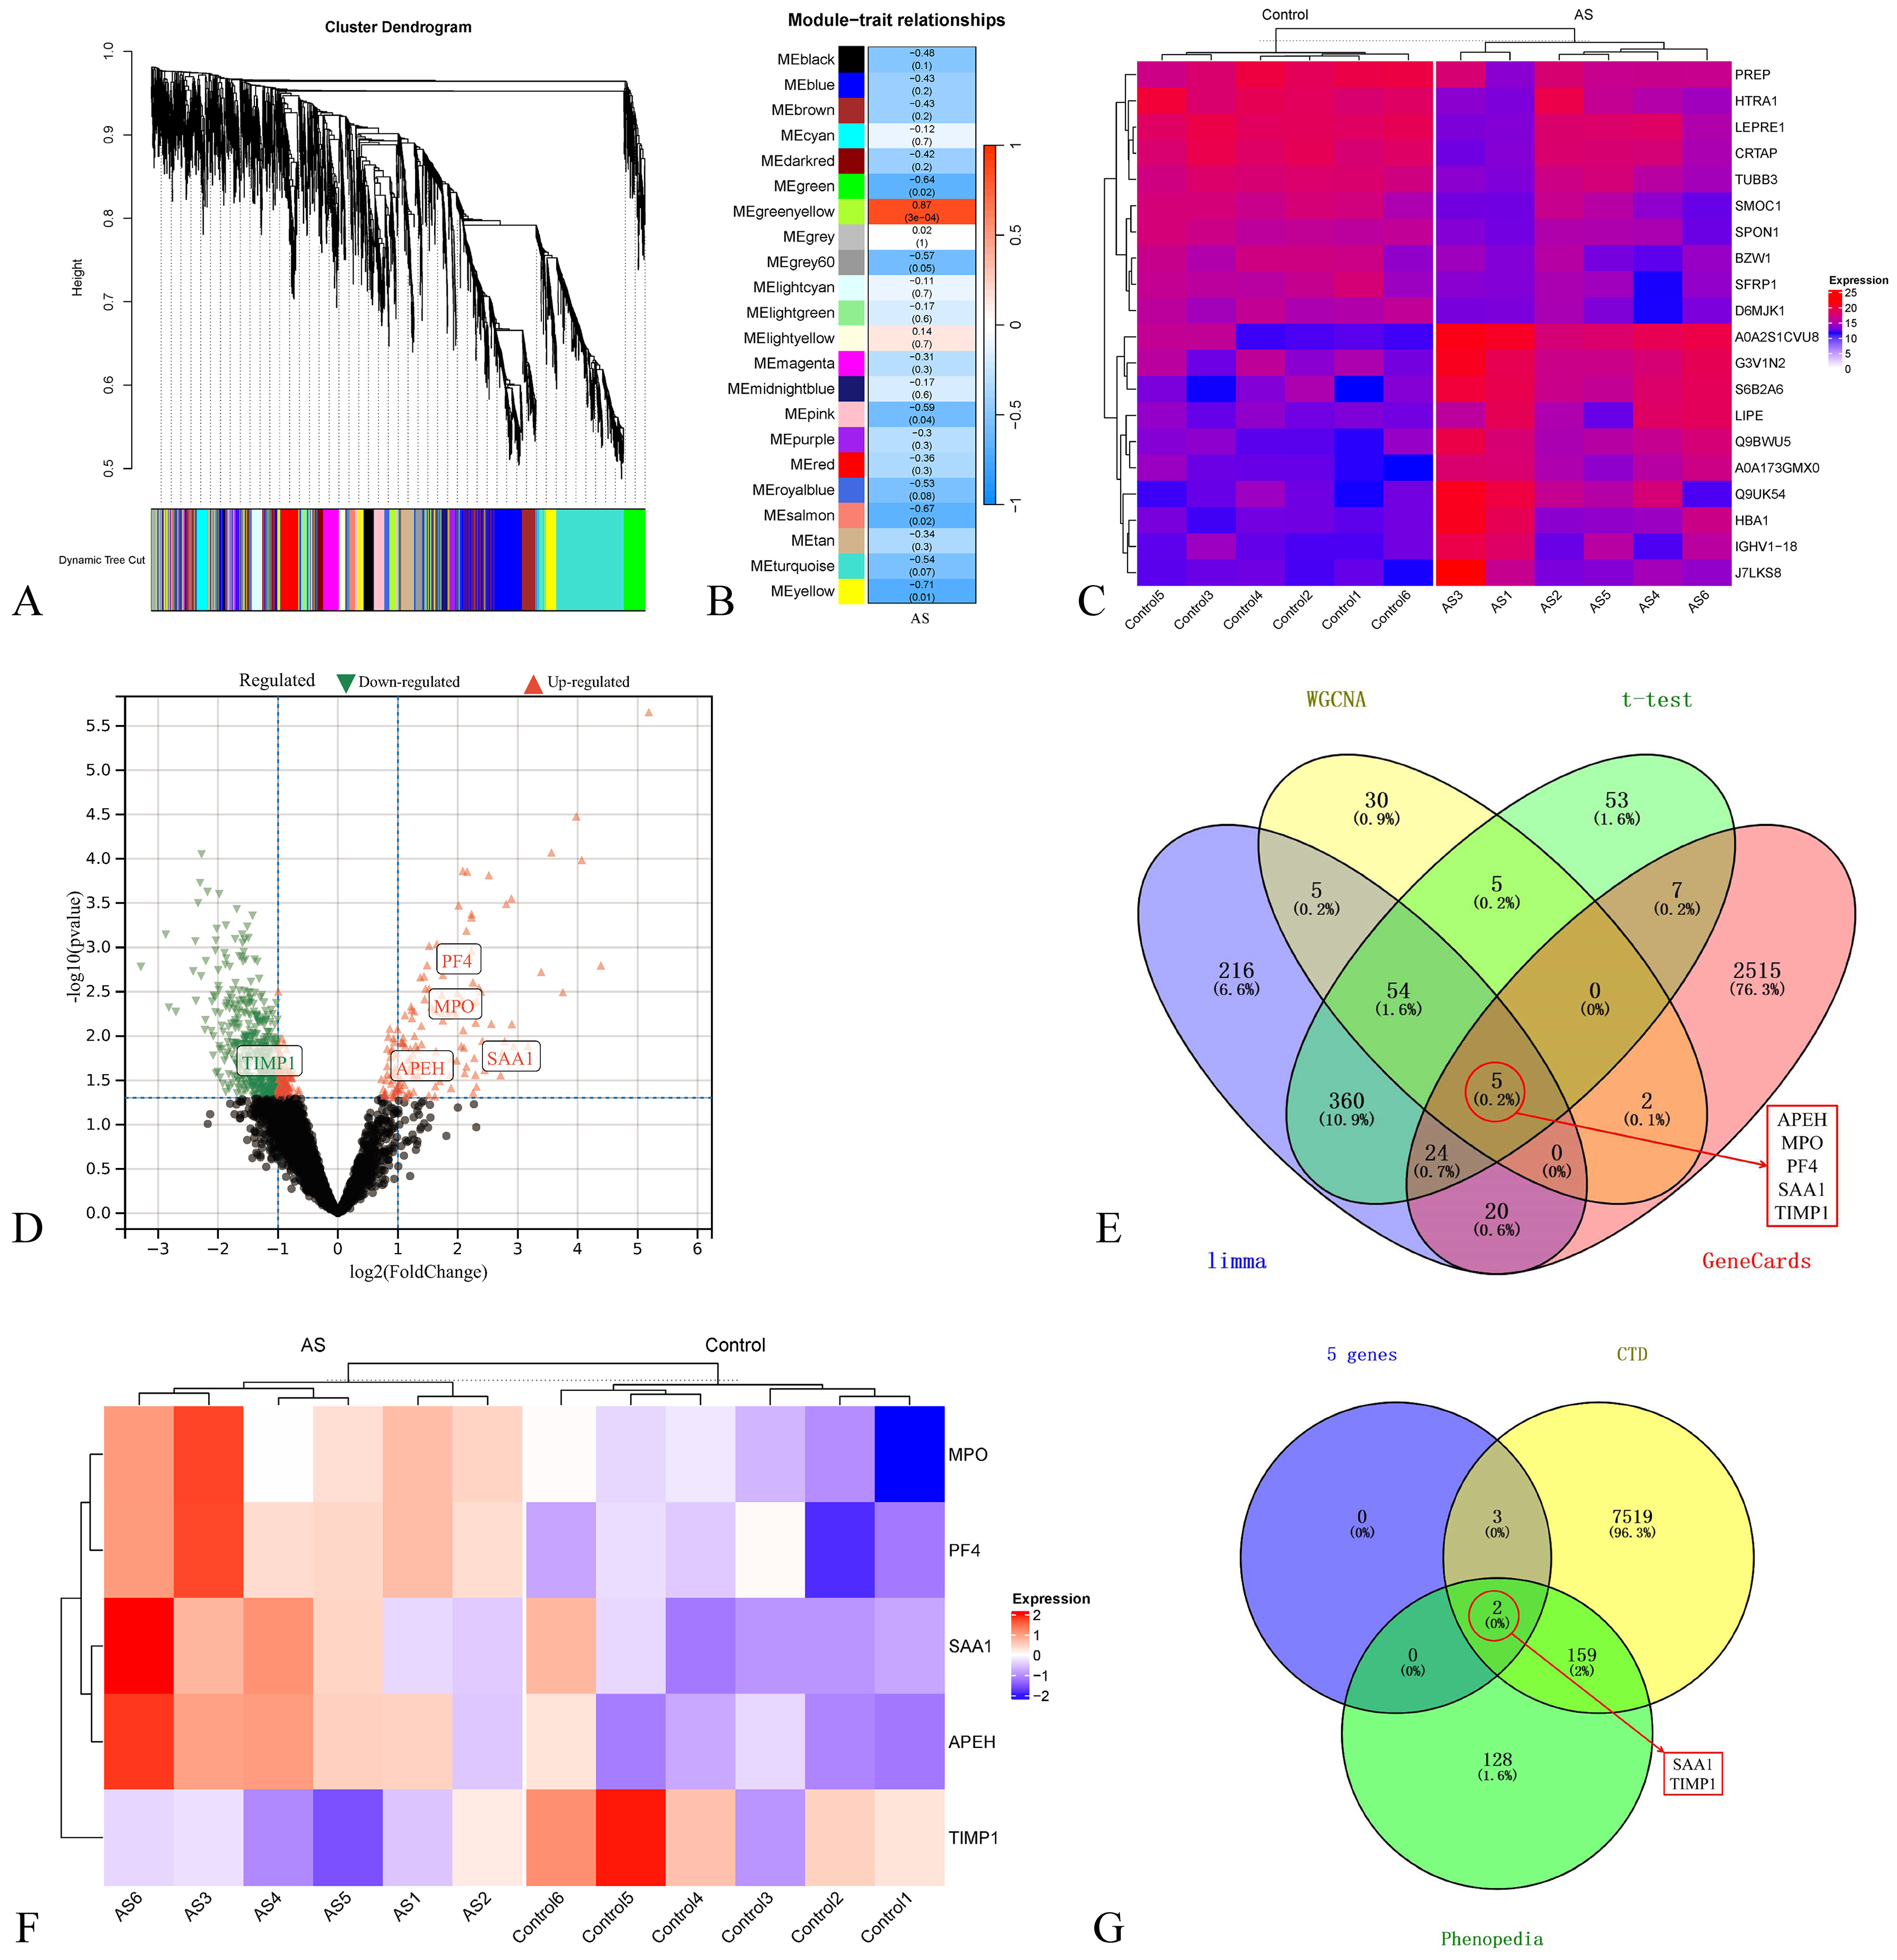 Cluster Dendrogram
Height
1.0
0.9
0.8
0.7
0.6
0.5
Dynamic Tree Cut
A
Module−trait relationships
MEblack −0.48 (0.1)
MEblue −0.43 (0.2)
MEbrown −0.43 (0.2)
MEcyan −0.12 (0.7)
MEdarkred −0.42 (0.2)
MEgreen −0.64 (0.02)
MEgreenyellow 0.87 (3e−04)
MEgrey 0.02 (1)
MEgrey60 −0.57 (0.05)
MElightcyan −0.11 (0.7)
MElightgreen −0.17 (0.6)
MElightyellow 0.14 (0.7)
MEmagenta −0.31 (0.3)
MEmidnightblue −0.17 (0.6)
MEpink −0.59 (0.04)
MEpurple −0.3 (0.3)
MEred −0.36 (0.3)
MEroyalblue −0.53 (0.08)
MEsalmon −0.67 (0.02)
MEtan −0.34 (0.3)
MEturquoise −0.54 (0.07)
MEyellow −0.71 (0.01)
AS
1
0.5
0
−0.5
−1
B
Control AS
PREP
HTRA1
LEPRE1
CRTAP
TUBB3
SMOC1
SPON1
BZW1
SFRP1
D6MJK1
A0A2S1CVU8
G3V1N2
S6B2A6
LIPE
Q9BWU5
A0A173GMX0
Q9UK54
HBA1
IGHV1−18
J7LKS8
Control5 Control3 Control4 Control2 Control1 Control6 AS3 AS1 AS2 AS5 AS4 AS6
Expression
25
20
15
10
5
0
C
Regulated Down-regulated Up-regulated
-log10(pvalue)
5.5
5.0
4.5
4.0
3.5
3.0
2.5
2.0
1.5
1.0
0.5
0.0
PF4
MPO
TIMP1
APEH
SAA1
−3 −2 −1 0 1 2 3 4 5 6
log2(FoldChange)
D
WGCNA t-test
30 (0.9%)
53 (1.6%)
5 (0.2%)
5 (0.2%)
7 (0.2%)
216 (6.6%)
54 (1.6%)
0 (0%)
2515 (76.3%)
360 (10.9%)
5 (0.2%)
2 (0.1%)
24 (0.7%)
0 (0%)
20 (0.6%)
APEH
MPO
PF4
SAA1
TIMP1
limma GeneCards
E
AS Control
MPO
PF4
SAA1
APEH
TIMP1
AS6 AS3 AS4 AS5 AS1 AS2 Control6 Control5 Control4 Control3 Control2 Control1
Expression
2
1
0
−1
−2
F
5 genes CTD
0 (0%)
3 (0%)
7519 (96.3%)
2 (0%)
0 (0%)
159 (2%)
128 (1.6%)
SAA1
TIMP1
Phenopedia
G